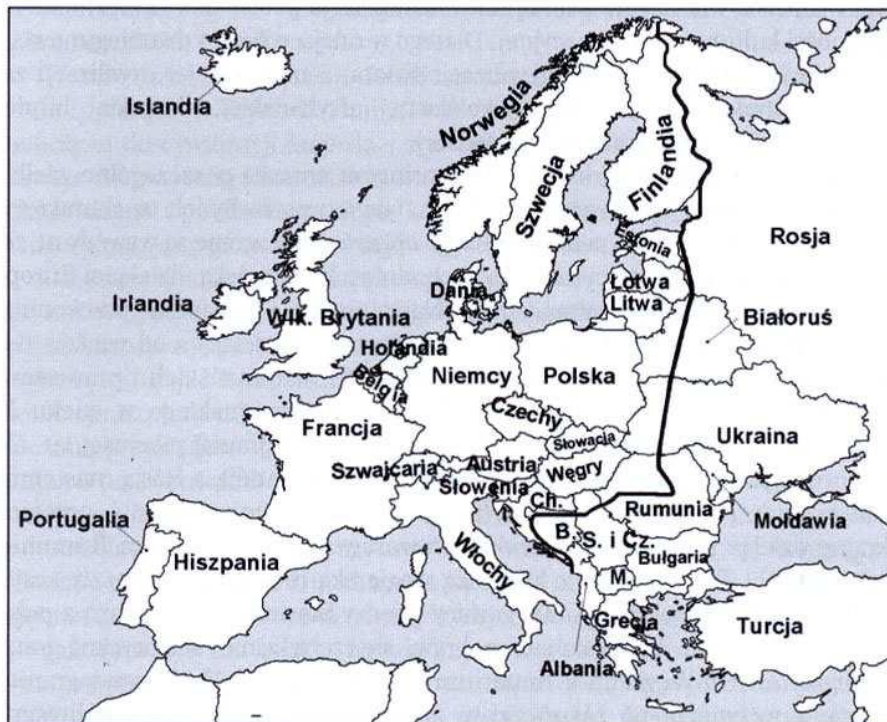 Islandia
Norwegia
Szwecja
Finlandia
Estonia
Rosja
Łotwa
Litwa
Irlandia
Wlk. Brytania
Dania
Białoruś
Holandia
Belgia
Niemcy
Polska
Czechy
Słowacja
Ukraina
Francja
Szwajcaria
Austria
Węgry
Słowenia
Ch.
Rumunia
Mołdawia
Portugalia
Hiszpania
Włochy
B.
S. i Cz.
Bułgaria
M.
Grecja
Turcja
Albania